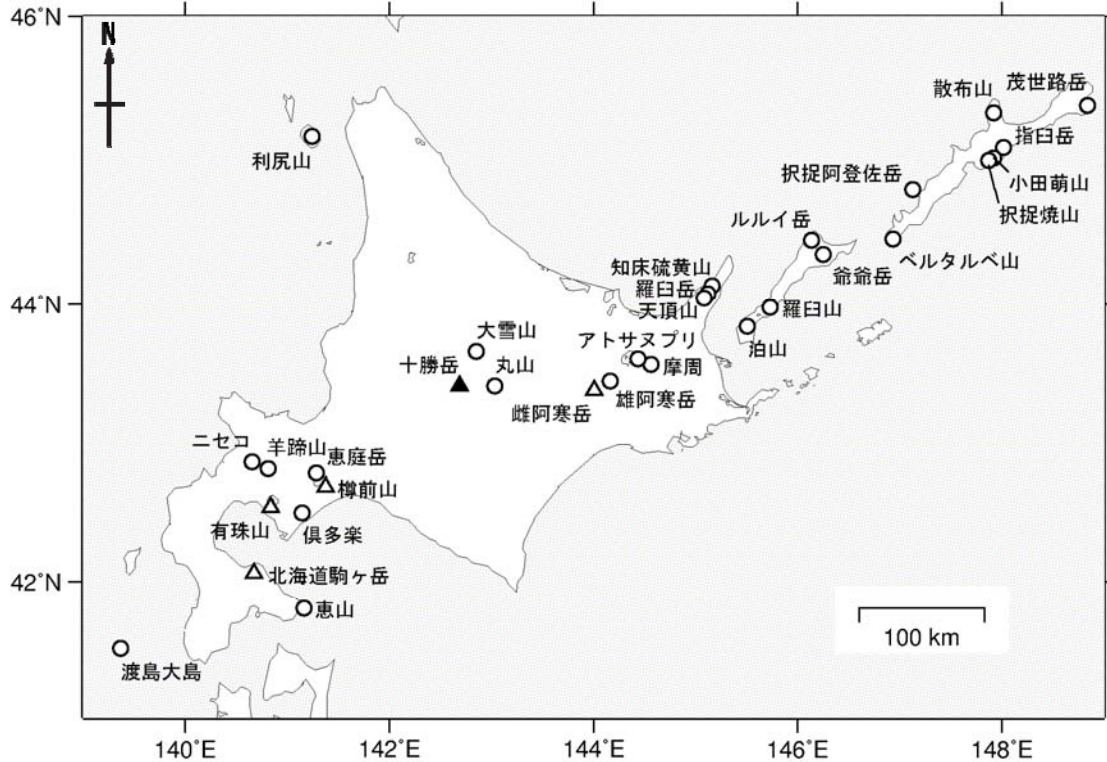 46°N
N
散布山
茂世路岳
指臼岳
利尻山
択捉阿登佐岳
小田萌山
択捉焼山
ルルイ岳
ベルタルベ山
知床硫黄山
爺爺岳
羅臼岳
44°N
天頂山
羅臼山
大雪山
アトサヌプリ
泊山
十勝岳
丸山
摩周
雌阿寒岳
雄阿寒岳
ニセコ
羊蹄山
恵庭岳
樽前山
有珠山
倶多楽
北海道駒ヶ岳
42°N
恵山
100 km
渡島大島
140°E
142°E
144°E
146°E
148°E